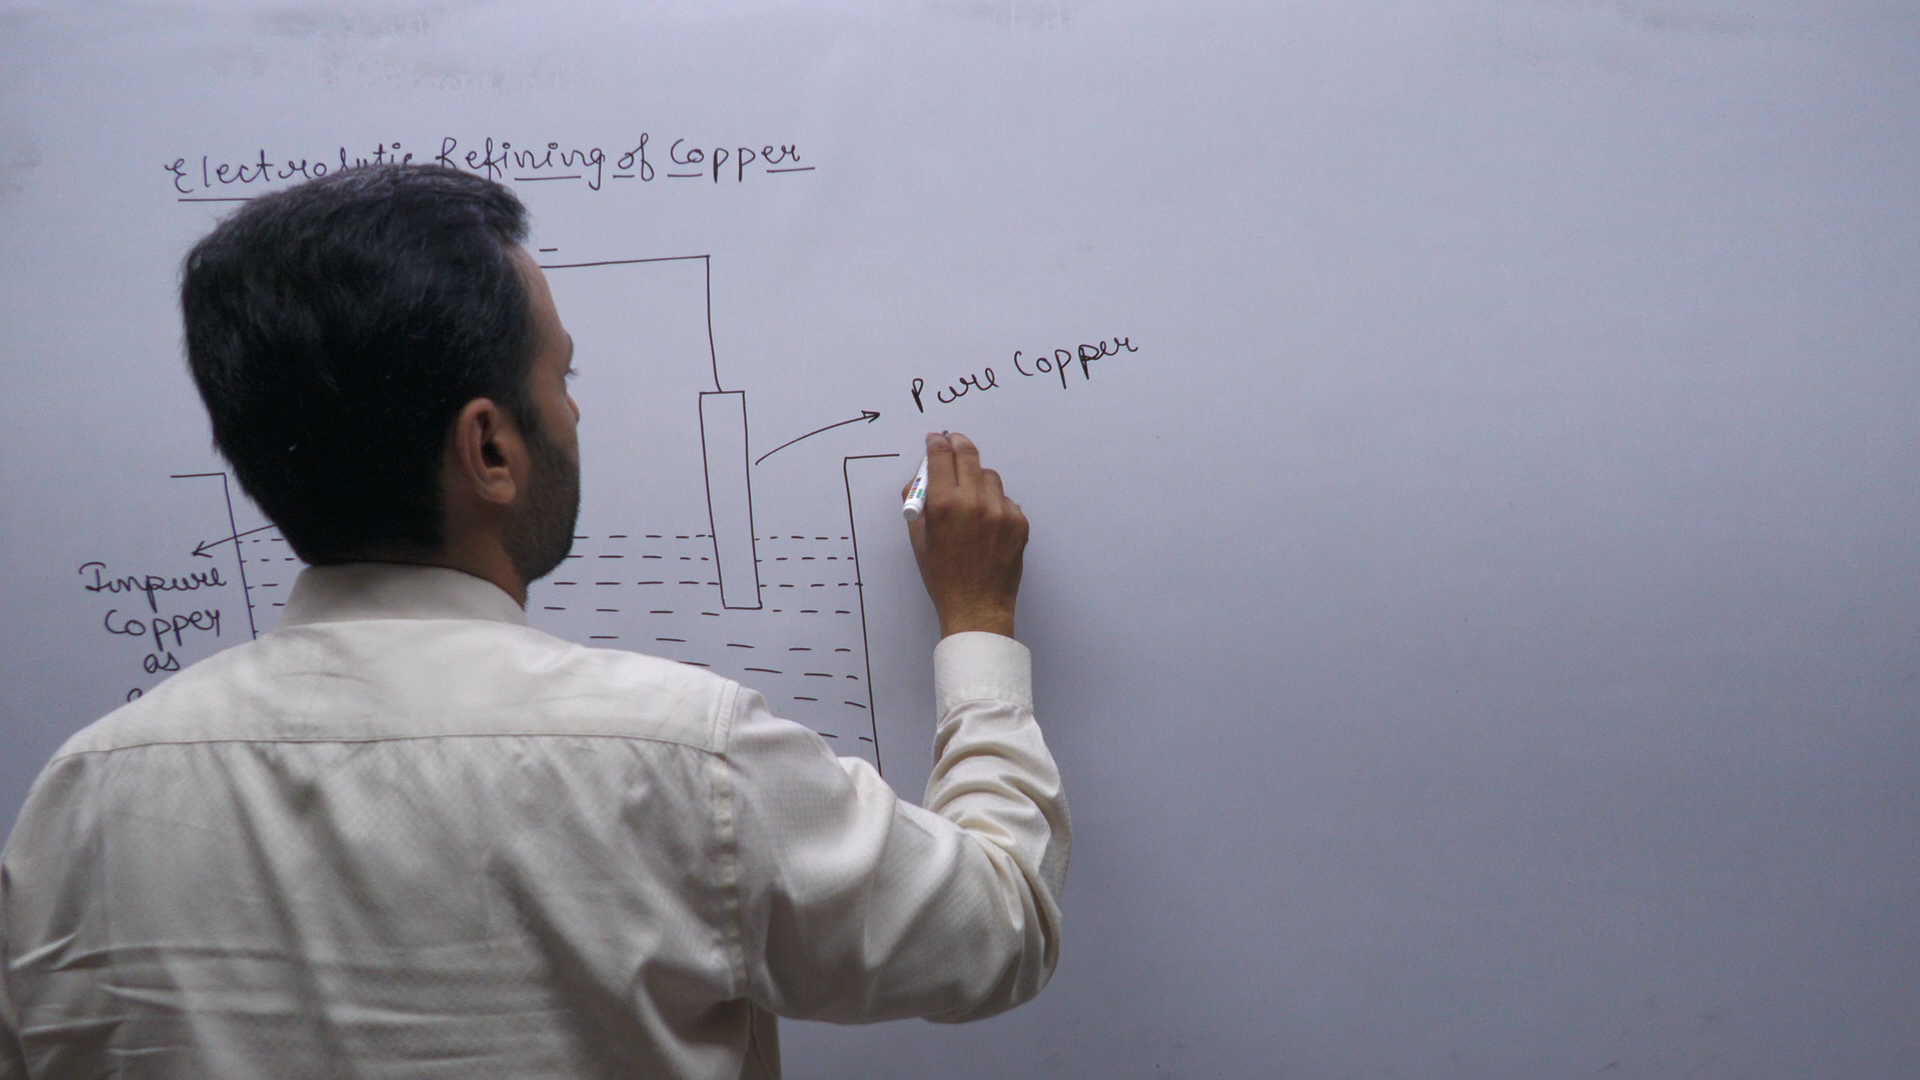 Electrolytic Refining of Copper
-
Pure Copper
Impure
Copper
as